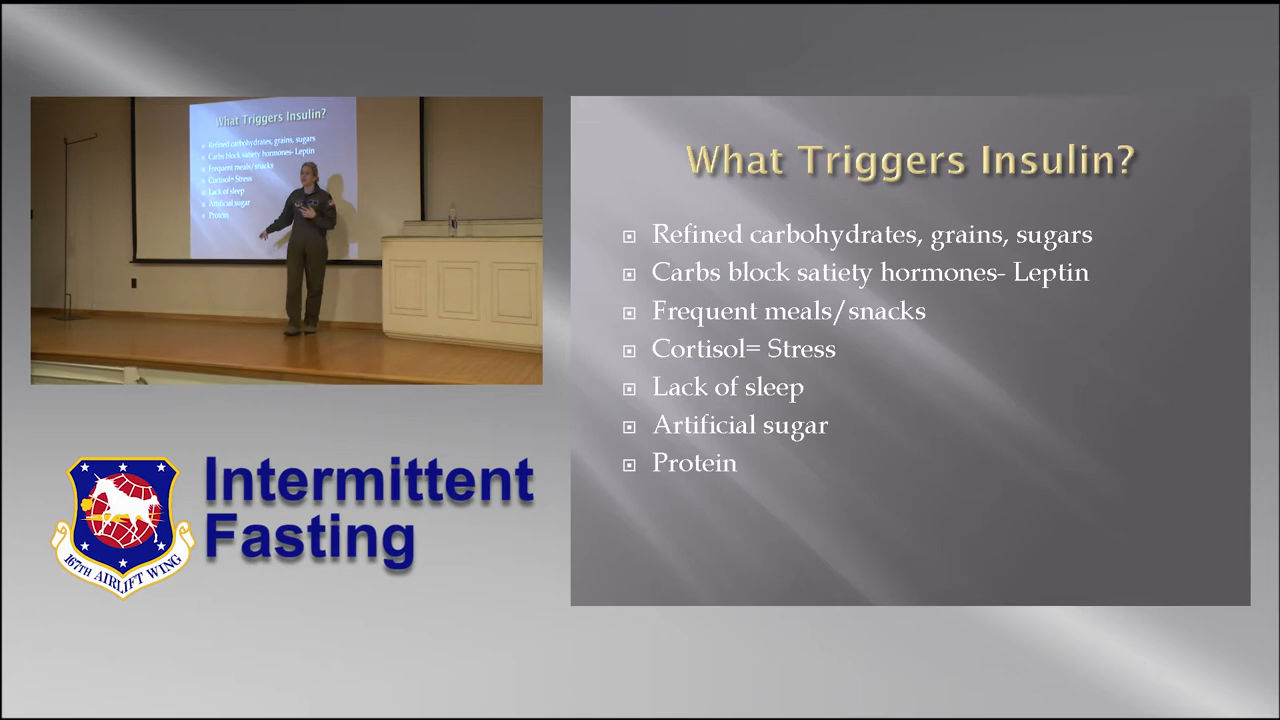 What Triggers Insulin?
Refined carbohydrates, grains, sugars
Carbs block satiety hormones- Leptin
Frequent meals/snacks
Cortisol= Stress
Lack of sleep
Artificial sugar
Protein
Intermittent
Fasting
167TH AIRLIFT WING
What Triggers Insulin?
Refined carbohydrates, grains, sugars
Carbs block satiety hormones- Leptin
Frequent meals/snacks
Cortisol= Stress
Lack of sleep
Artificial sugar
Protein